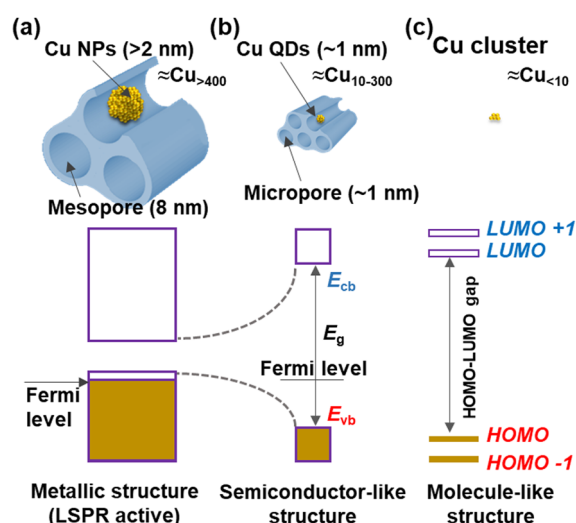 (a)
Cu NPs (>2 nm)
≈Cu>400
Mesopore (8 nm)
Fermi
level
Metallic structure
(LSPR active)
(b)
Cu QDs (~1 nm)
≈Cu10-300
Micropore (~1 nm)
Ecb
Eg
Fermi level
Evb
Semiconductor-like
structure
(c)
Cu cluster
≈Cu<10
LUMO +1
LUMO
HOMO-LUMO gap
HOMO
HOMO -1
Molecule-like
structure